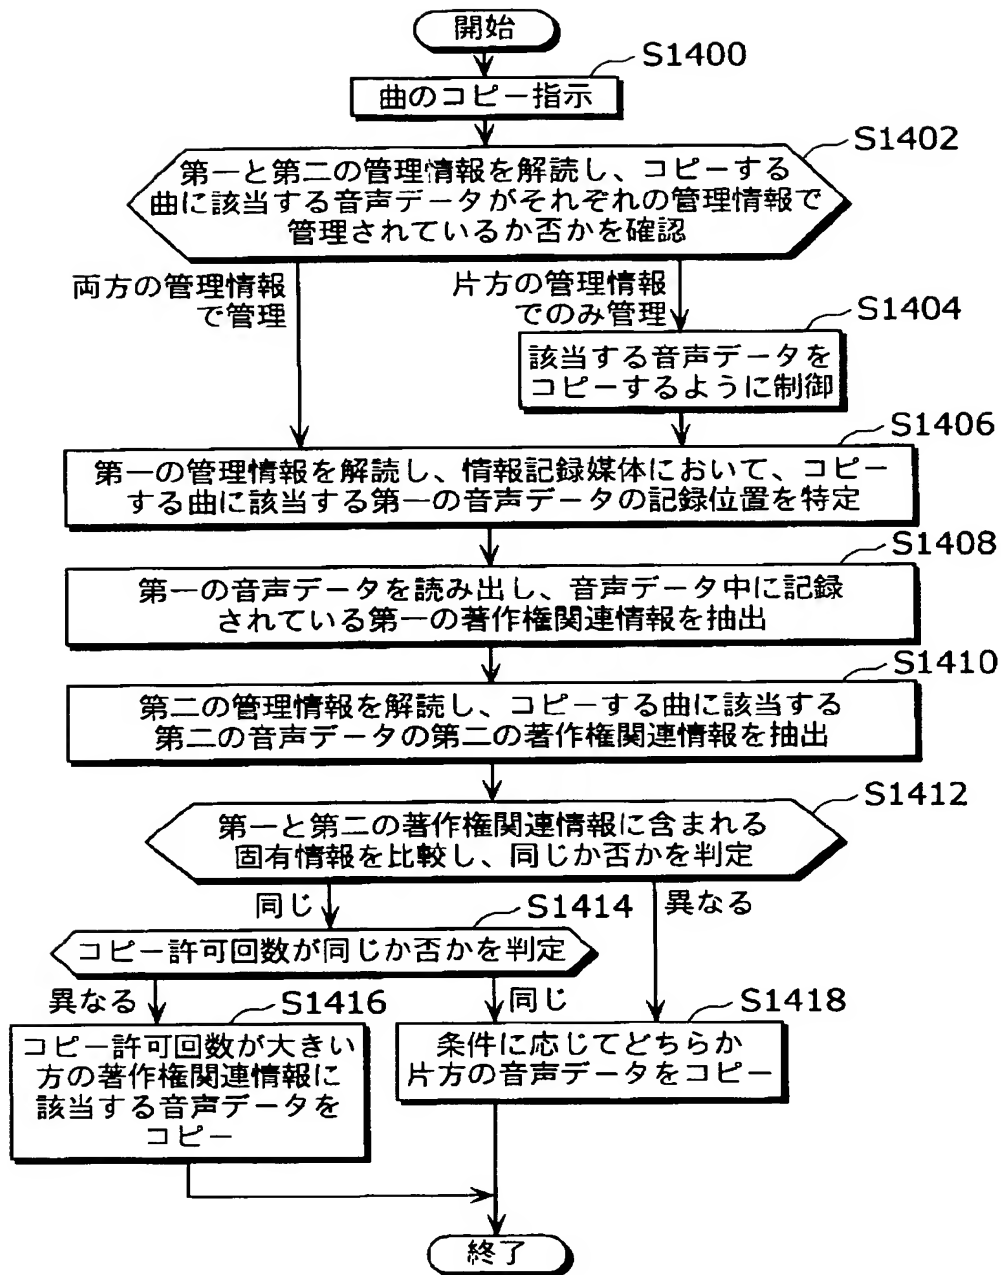 開始
S1400
曲のコピー指示
S1402
第一と第二の管理情報を解読し、コピーする
曲に該当する音声データがそれぞれの管理情報で
管理されているか否かを確認
両方の管理情報
で管理
片方の管理情報
でのみ管理
S1404
該当する音声データを
コピーするように制御
S1406
第一の管理情報を解読し、情報記録媒体において、コピー
する曲に該当する第一の音声データの記録位置を特定
S1408
第一の音声データを読み出し、音声データ中に記録
されている第一の著作権関連情報を抽出
S1410
第二の管理情報を解読し、コピーする曲に該当する
第二の音声データの第二の著作権関連情報を抽出
S1412
第一と第二の著作権関連情報に含まれる
固有情報を比較し、同じか否かを判定
同じ
異なる
S1414
コピー許可回数が同じか否かを判定
異なる
同じ
S1416
コピー許可回数が大きい
方の著作権関連情報に
該当する音声データを
コピー
S1418
条件に応じてどちらか
片方の音声データをコピー
終了